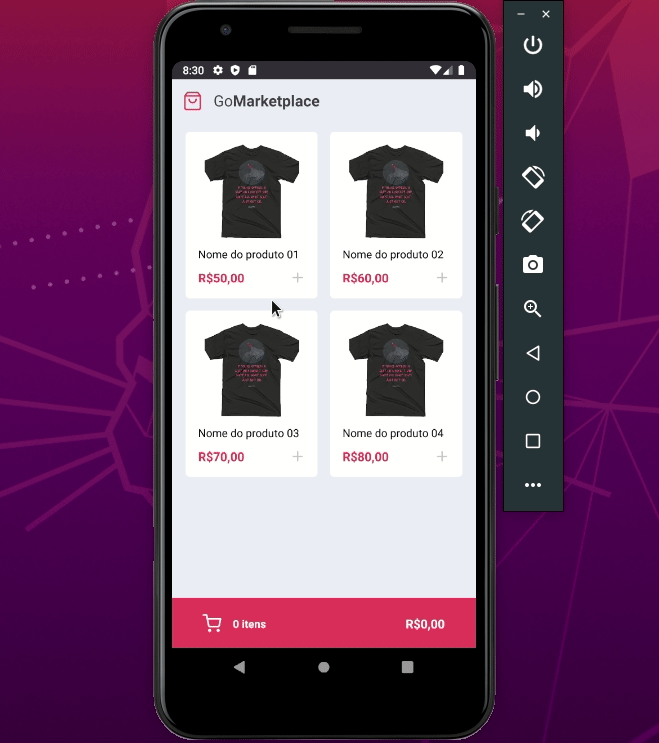 8:30
GoMarketplace
Nome do produto 01
R$50,00
Nome do produto 02
R$60,00
Nome do produto 03
R$70,00
Nome do produto 04
R$80,00
0 itens
R$0,00